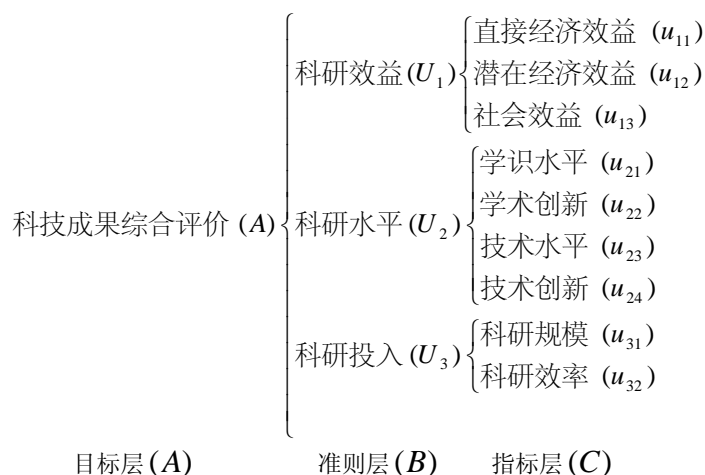 直接经济效益 (u₁₁)
科研效益(U₁) 潜在经济效益 (u₁₂)
社会效益 (u₁₃)
学识水平 (u₂₁)
学术创新 (u₂₂)
科技成果综合评价 (A) 科研水平(U₂)
技术水平 (u₂₃)
技术创新 (u₂₄)
科研规模 (u₃₁)
科研投入(U₃)
科研效率 (u₃₂)
目标层(A) 准则层(B) 指标层(C)